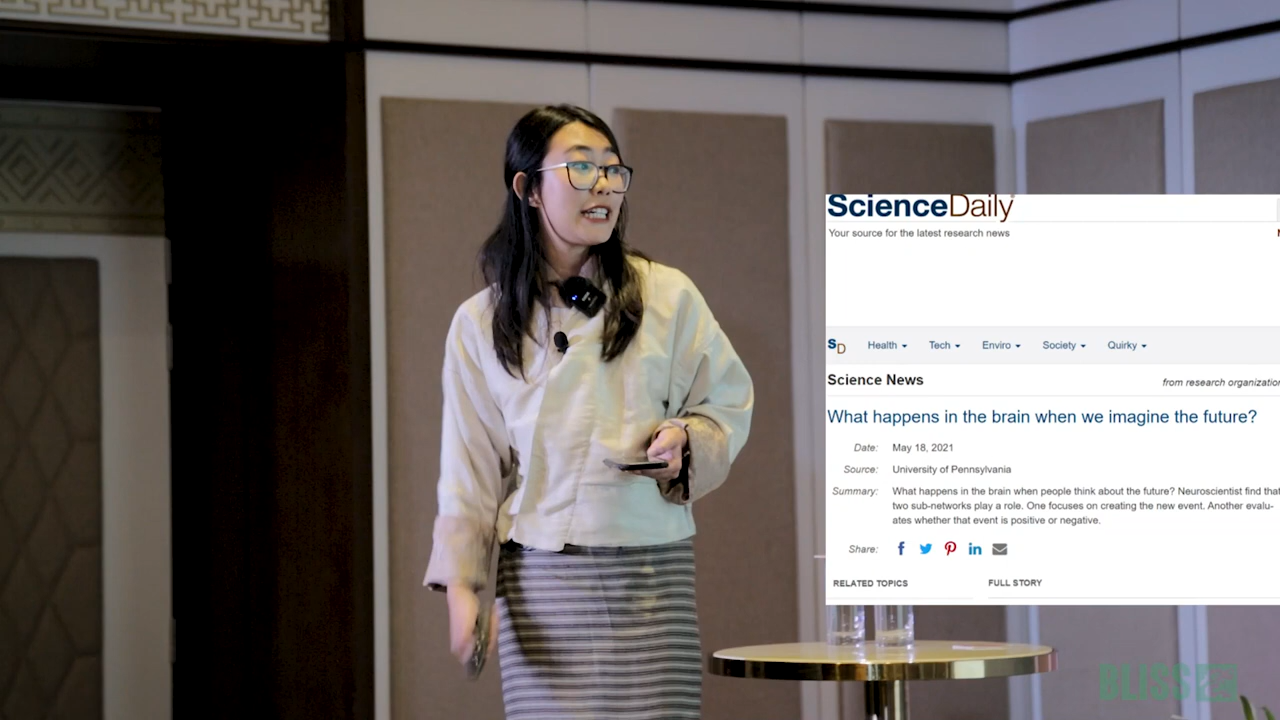 ScienceDaily
Your source for the latest research news
SD
Health
Tech
Enviro
Society
Quirky
Science News
from research organization
What happens in the brain when we imagine the future?
Date: May 18, 2021
Source: University of Pennsylvania
Summary: What happens in the brain when people think about the future? Neuroscientist find that
two sub-networks play a role. One focuses on creating the new event. Another evalu-
ates whether that event is positive or negative.
Share:
RELATED TOPICS
FULL STORY
BLISS